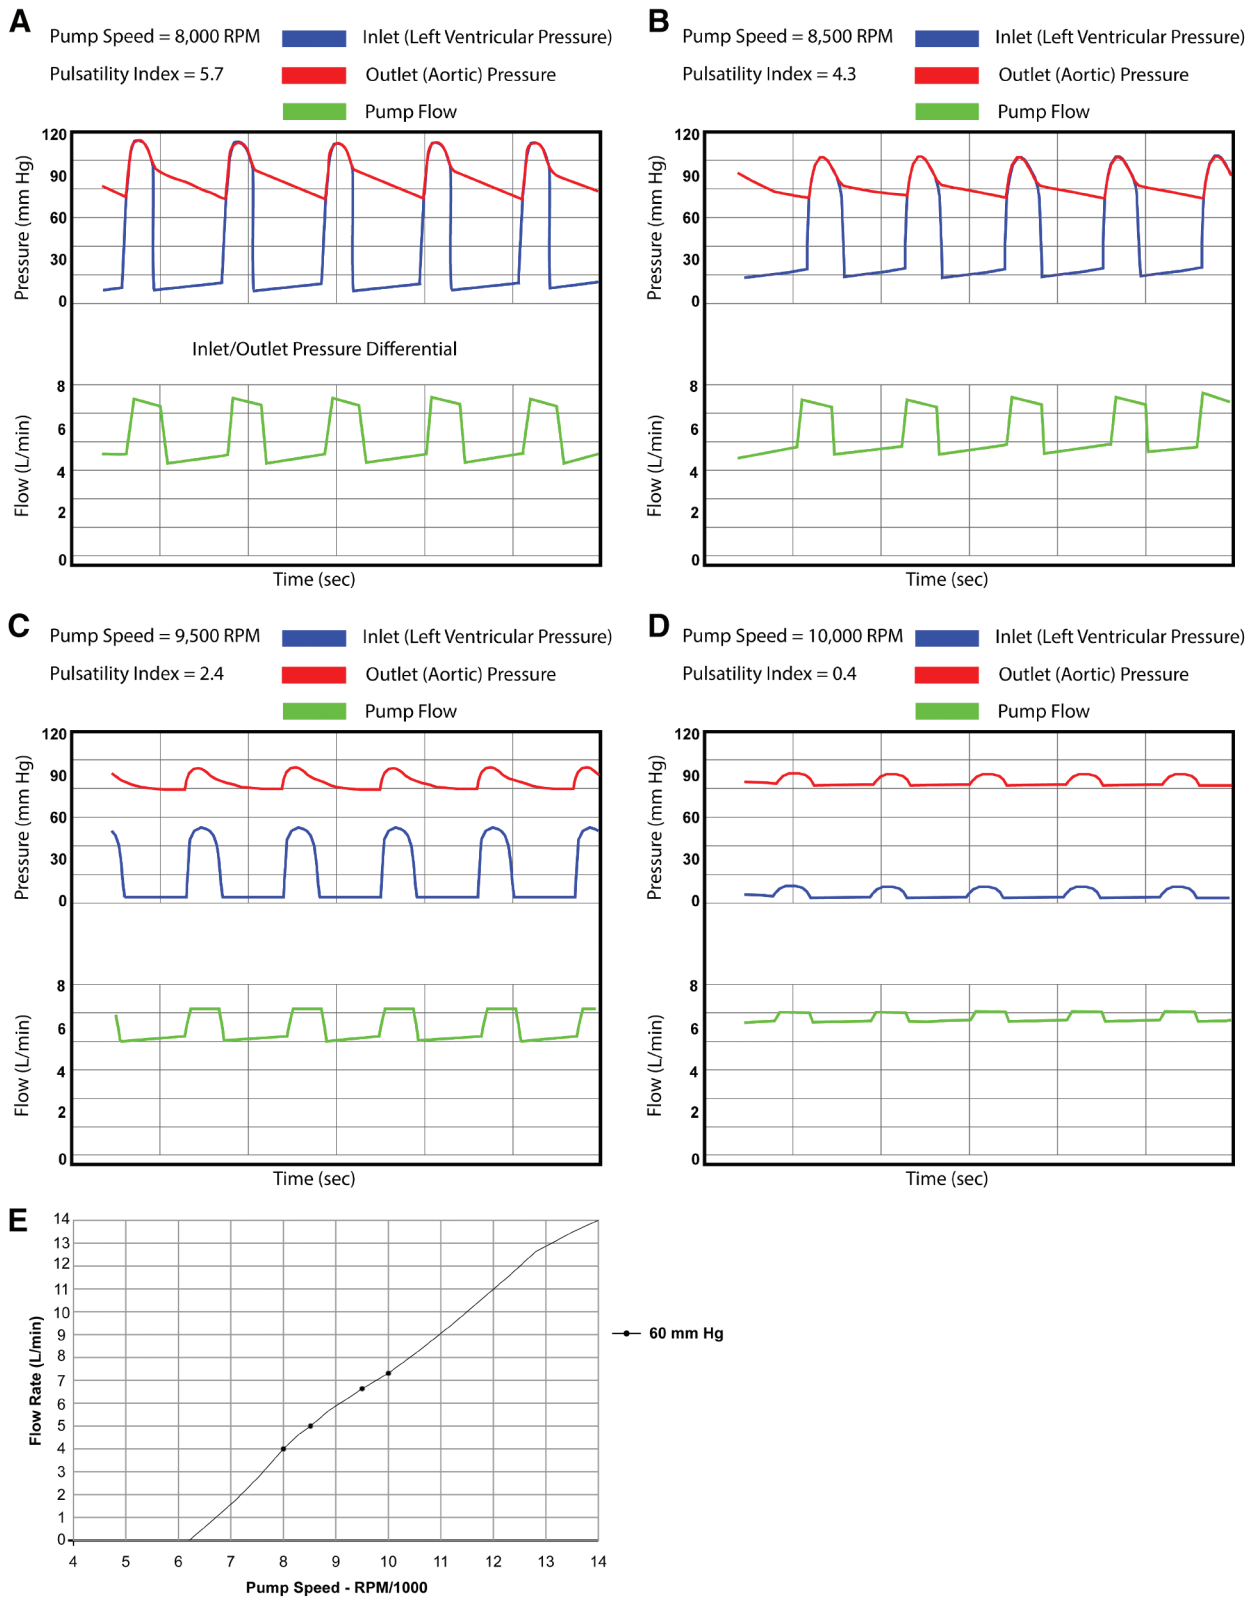 A
Pump Speed = 8,000 RPM
Inlet (Left Ventricular Pressure)
Pulsatility Index = 5.7
Outlet (Aortic) Pressure
Pump Flow
Pressure (mm Hg)
120
90
60
30
0
Inlet/Outlet Pressure Differential
Flow (L/min)
8
6
4
2
0
Time (sec)
B
Pump Speed = 8,500 RPM
Inlet (Left Ventricular Pressure)
Pulsatility Index = 4.3
Outlet (Aortic) Pressure
Pump Flow
Pressure (mm Hg)
120
90
60
30
0
Flow (L/min)
8
6
4
2
0
Time (sec)
C
Pump Speed = 9,500 RPM
Inlet (Left Ventricular Pressure)
Pulsatility Index = 2.4
Outlet (Aortic) Pressure
Pump Flow
Pressure (mm Hg)
120
90
60
30
0
Flow (L/min)
8
6
4
2
0
Time (sec)
D
Pump Speed = 10,000 RPM
Inlet (Left Ventricular Pressure)
Pulsatility Index = 0.4
Outlet (Aortic) Pressure
Pump Flow
Pressure (mm Hg)
120
90
60
30
0
Flow (L/min)
8
6
4
2
0
Time (sec)
E
Flow Rate (L/min)
14
13
12
11
10
9
8
7
6
5
4
3
2
1
0
4 5 6 7 8 9 10 11 12 13 14
Pump Speed - RPM/1000
60 mm Hg